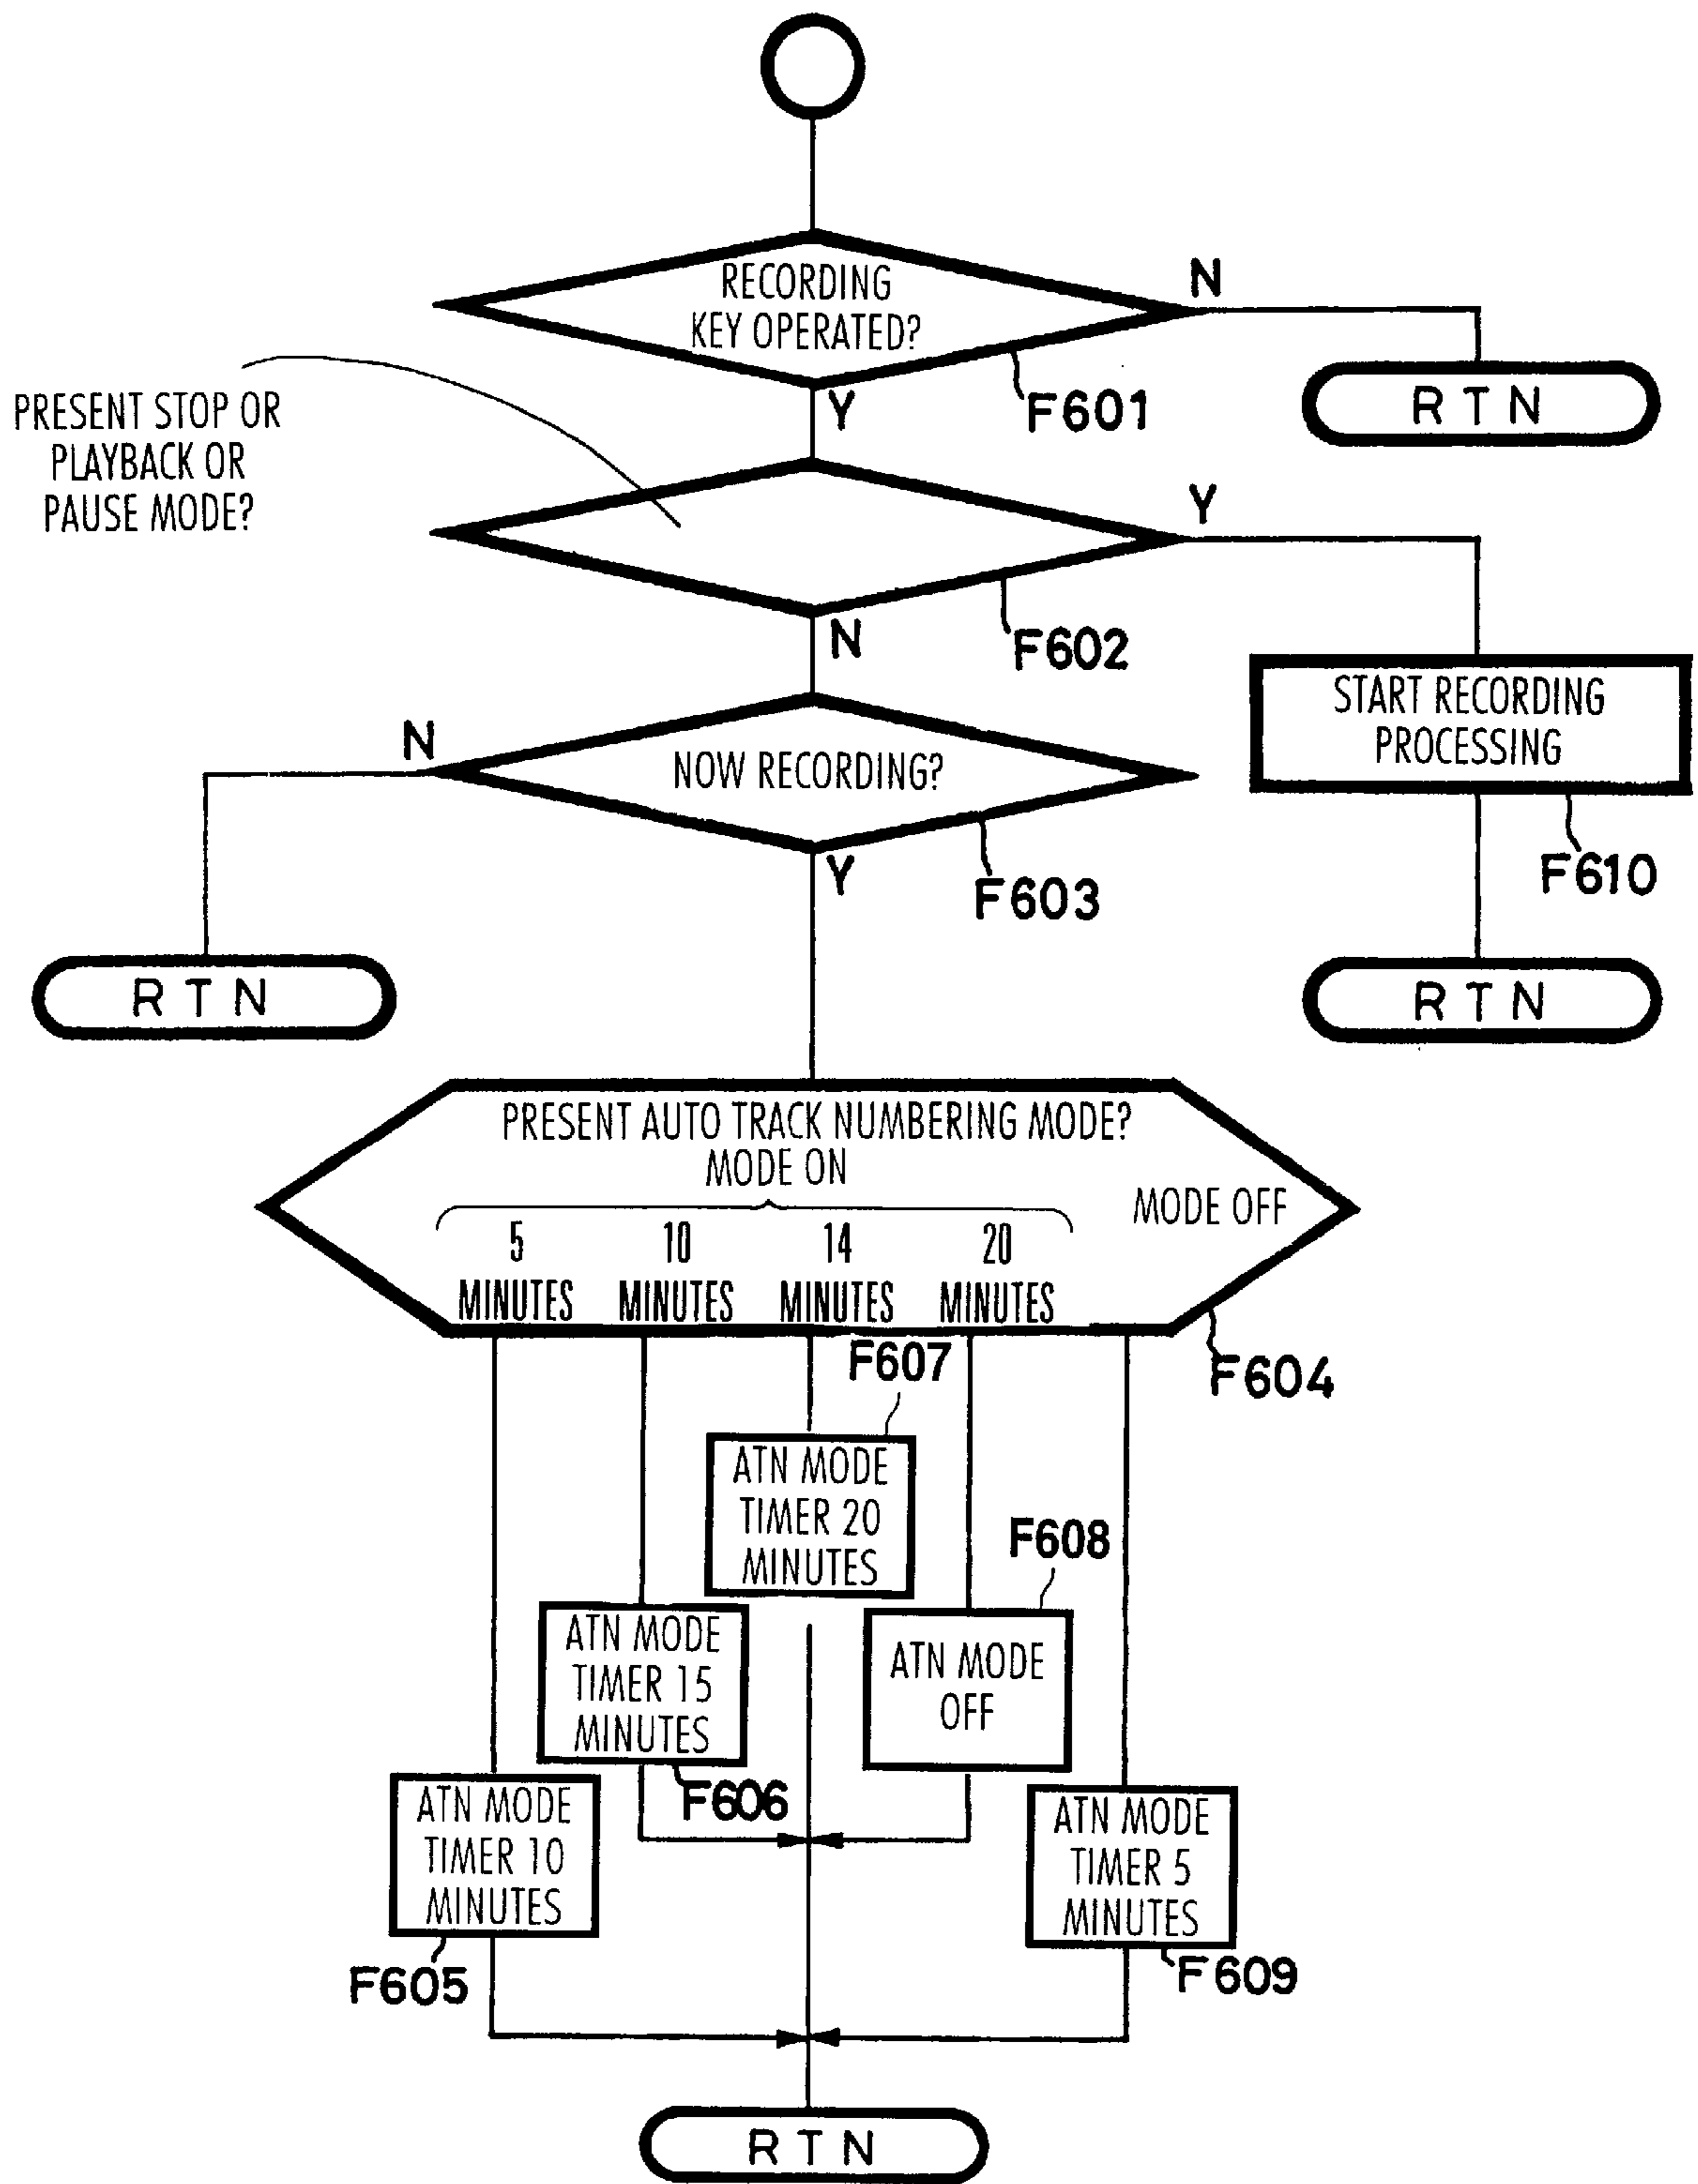 RECORDING
KEY OPERATED?
N
F601
RTN
Y
PRESENT STOP OR
PLAYBACK OR
PAUSE MODE?
Y
F602
N
START RECORDING
PROCESSING
F610
RTN
N
NOW RECORDING?
F603
Y
RTN
PRESENT AUTO TRACK NUMBERING MODE?
MODE ON
MODE OFF
5 10 14 20
MINUTES MINUTES MINUTES MINUTES
F604
F607
ATN MODE
TIMER 20
MINUTES
F608
ATN MODE
OFF
ATN MODE
TIMER 15
MINUTES
F606
ATN MODE
TIMER 10
MINUTES
F605
ATN MODE
TIMER 5
MINUTES
F609
RTN